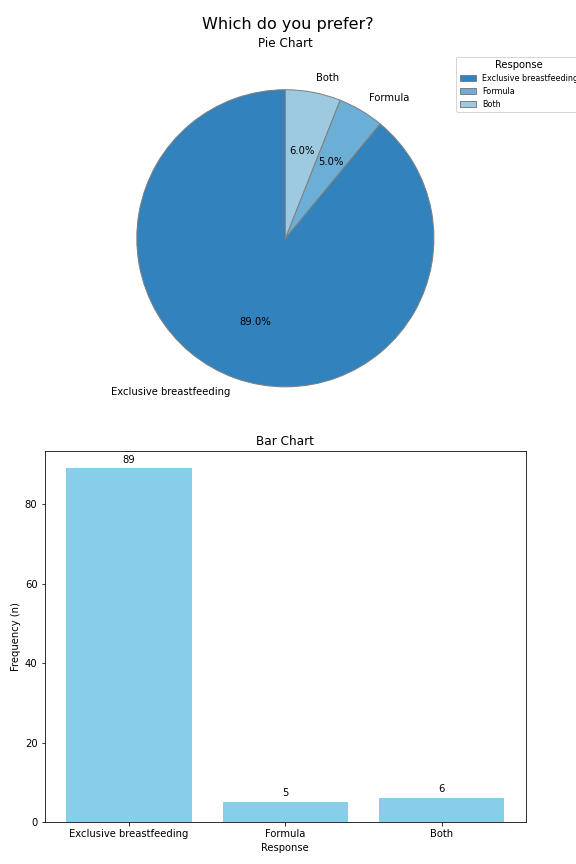 Which do you prefer?
Pie Chart
Response
Exclusive breastfeeding
Formula
Both
Both
Formula
6.0%
5.0%
89.0%
Exclusive breastfeeding
Bar Chart
89
80
60
40
20
0
5
6
Frequency (n)
Exclusive breastfeeding
Formula
Both
Response